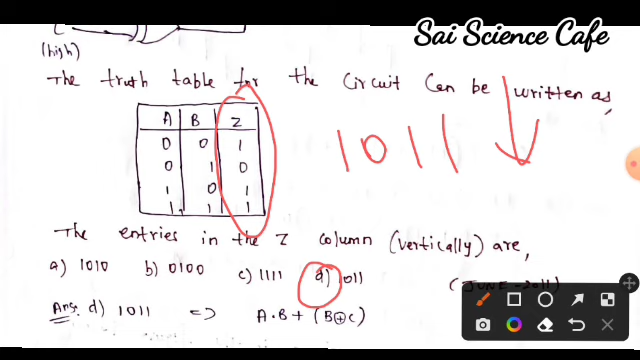 Sai Science Cafe
(high)
The truth table for the Circuit Can be written as,
A B Z
0 0 1
0 1 0
1 0 1
1 1 1
1011
The entries in the Z column (vertically) are,
a) 1010 b) 0100 c) 1111 d) 1011
(JUNE-2011)
Ans: d) 1011 => A.B + (B⊕C)